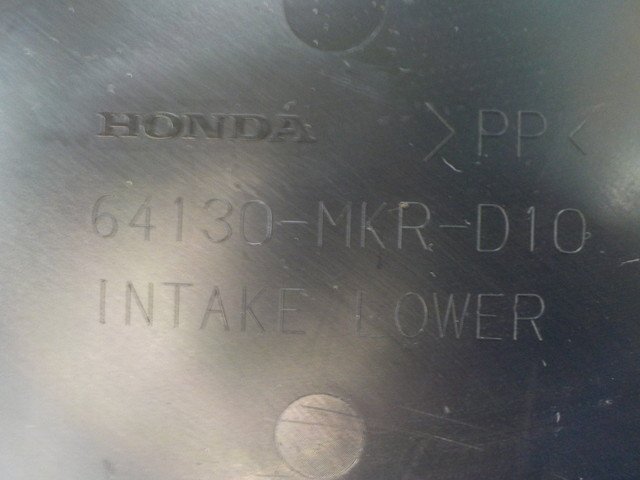 HONDA >PP<
64130-MKR-D10
INTAKE LOWER